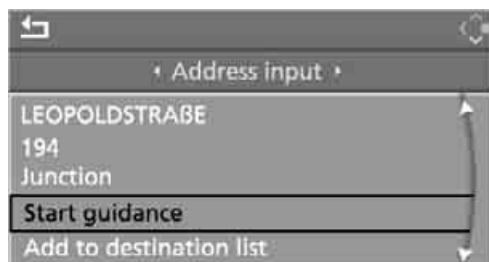 Address input
LEOPOLDSTRAßE
194
Junction
Start guidance
Add to destination list